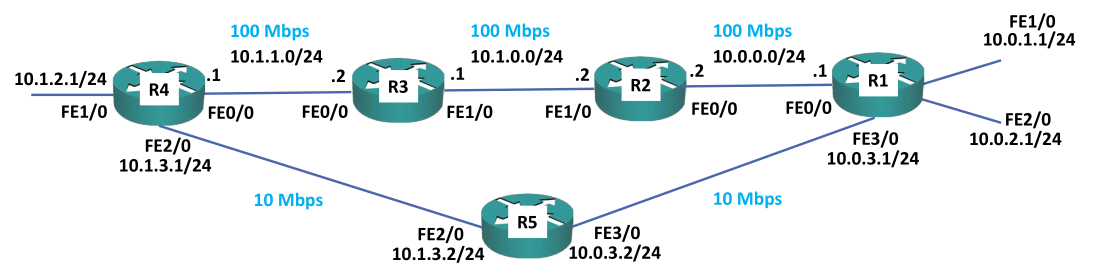 100 Mbps
100 Mbps
100 Mbps
FE1/0
10.0.1.1/24
10.1.1.0/24
10.1.0.0/24
10.0.0.0/24
10.1.2.1/24
R4
.1
.2
R3
.1
.2
R2
.2
.1
R1
FE1/0
FE0/0
FE0/0
FE1/0
FE1/0
FE0/0
FE0/0
FE2/0
10.0.2.1/24
FE2/0
10.1.3.1/24
FE3/0
10.0.3.1/24
10 Mbps
10 Mbps
R5
FE2/0
10.1.3.2/24
FE3/0
10.0.3.2/24